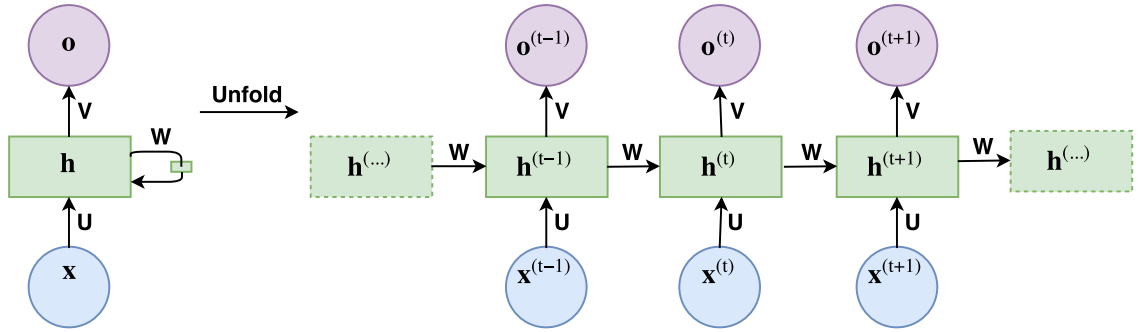 o
V
W
h
U
x
Unfold
o^(t−1) o^(t) o^(t+1)
V V V
h^(...) W h^(t−1) W h^(t) W h^(t+1) W h^(...)
U U U
x^(t−1) x^(t) x^(t+1)